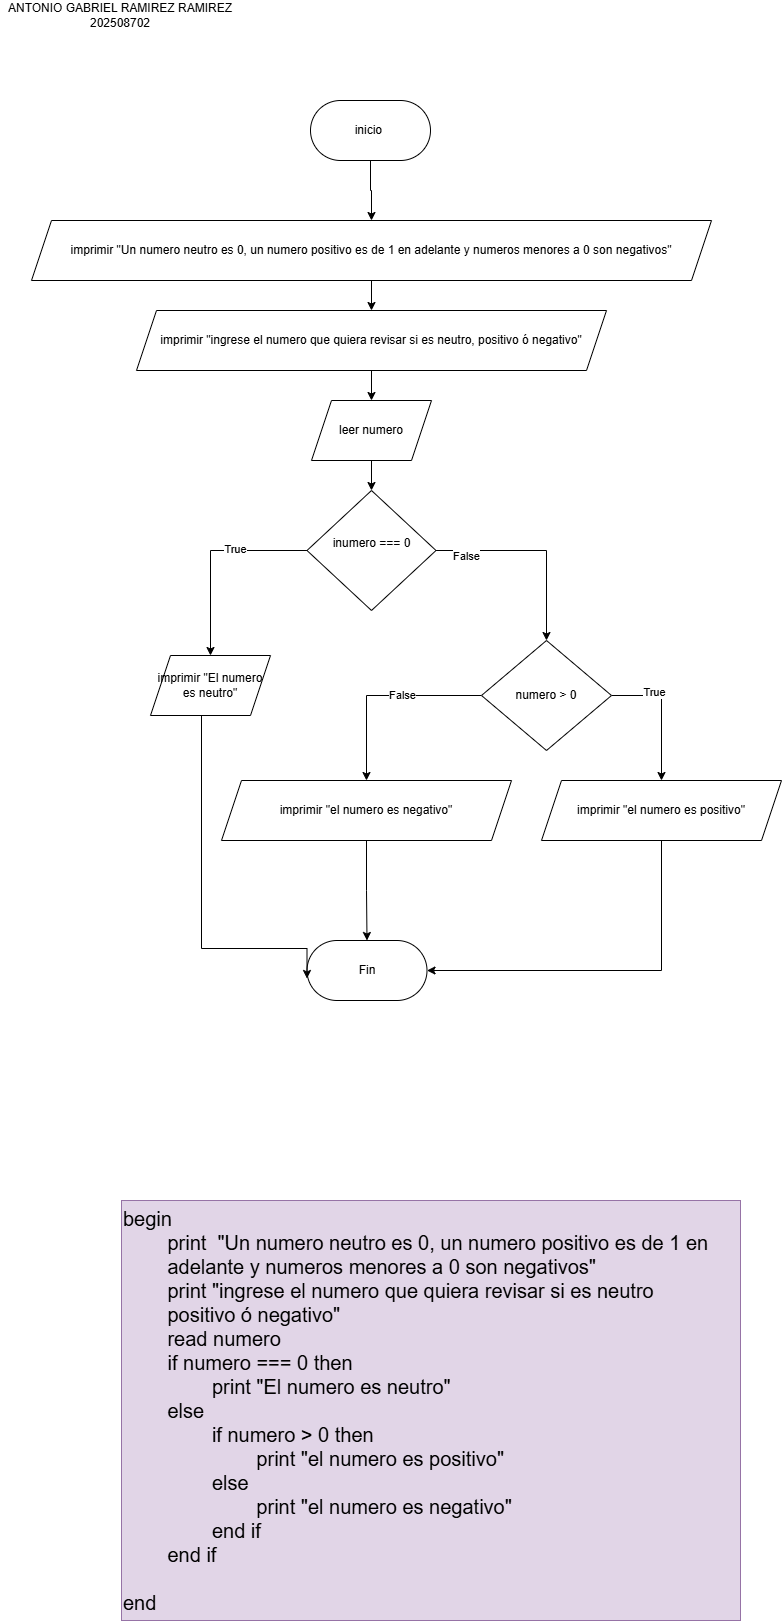 ANTONIO GABRIEL RAMIREZ RAMIREZ
202508702
inicio
imprimir "Un numero neutro es 0, un numero positivo es de 1 en adelante y numeros menores a 0 son negativos"
imprimir "ingrese el numero que quiera revisar si es neutro, positivo ó negativo"
leer numero
inumero === 0
True
False
imprimir "El numero
es neutro"
numero > 0
False
True
imprimir "el numero es negativo"
imprimir "el numero es positivo"
Fin
begin
print  "Un numero neutro es 0, un numero positivo es de 1 en
adelante y numeros menores a 0 son negativos"
print "ingrese el numero que quiera revisar si es neutro
positivo ó negativo"
read numero
if numero === 0 then
print "El numero es neutro"
else
if numero > 0 then
print "el numero es positivo"
else
print "el numero es negativo"
end if
end if
end